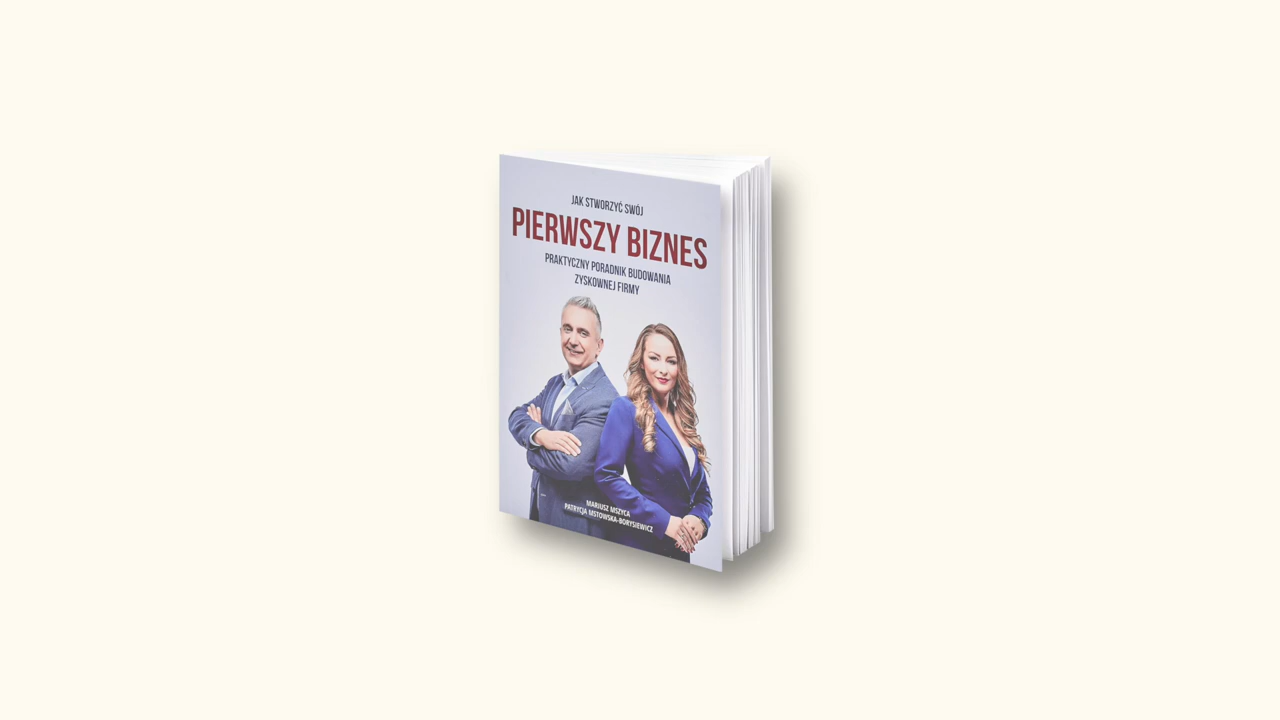 JAK STWORZYĆ SWÓJ
PIERWSZY BIZNES
PRAKTYCZNY PORADNIK BUDOWANIA
ZYSKOWNEJ FIRMY
MARIUSZ MSZYCA
PATRYCJA MSTOWSKA-BORYSIEWICZ